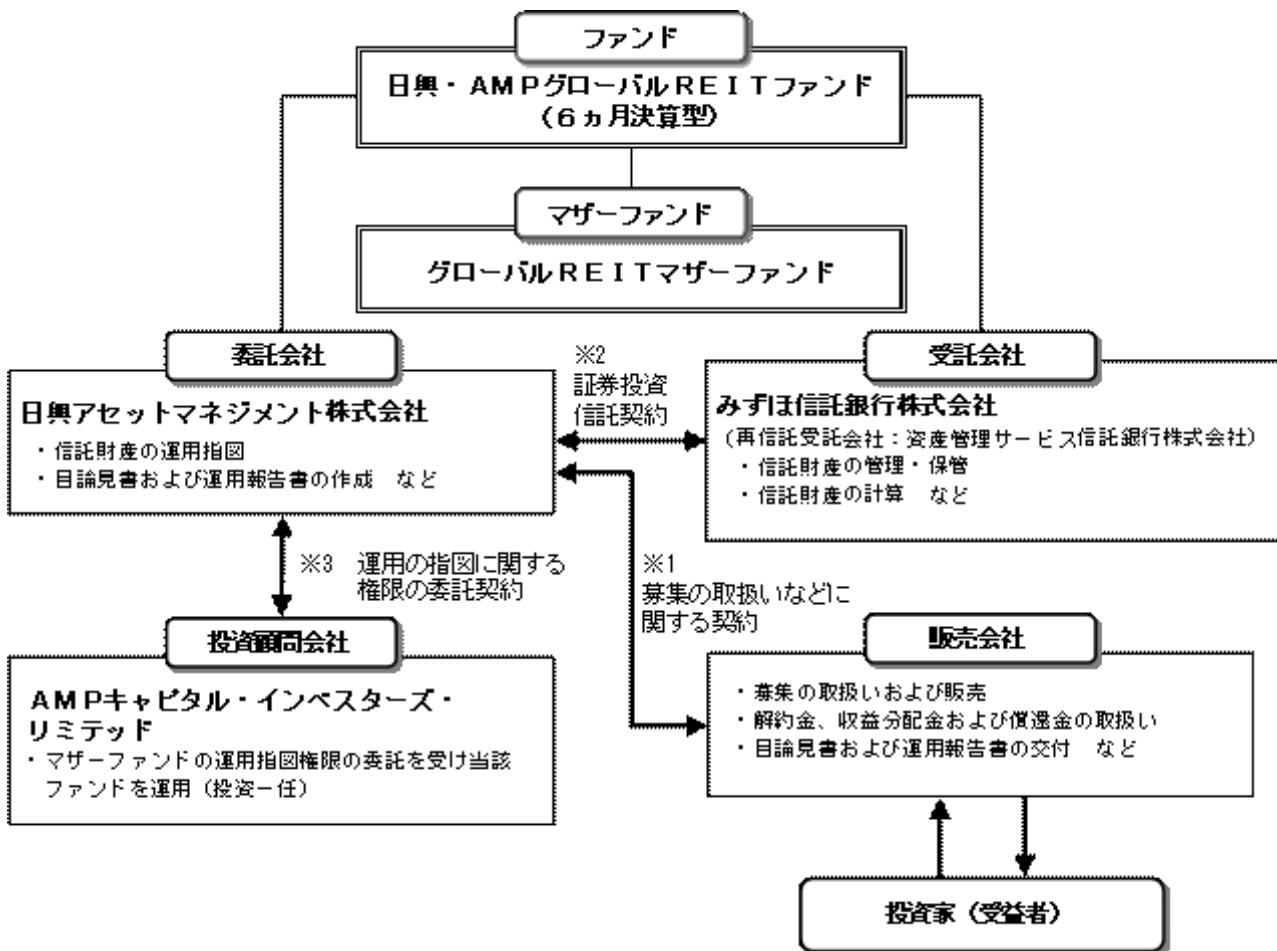 ファンド
日興・AMPグローバルREITファンド
(6ヵ月決算型)
マザーファンド
グローバルREITマザーファンド
委託会社
日興アセットマネジメント株式会社
・信託財産の運用指図
・目論見書および運用報告書の作成　など
※2
証券投資
信託契約
受託会社
みずほ信託銀行株式会社
(再信託受託会社:資産管理サービス信託銀行株式会社)
・信託財産の管理・保管
・信託財産の計算　など
※3　運用の指図に関する
権限の委託契約
※1
募集の取扱いなどに
関する契約
投資顧問会社
AMPキャピタル・インベスターズ・
リミテッド
・マザーファンドの運用指図権限の委託を受け当該
ファンドを運用(投資一任)
販売会社
・募集の取扱いおよび販売
・解約金、収益分配金および償還金の取扱い
・目論見書および運用報告書の交付　など
投資家(受益者)